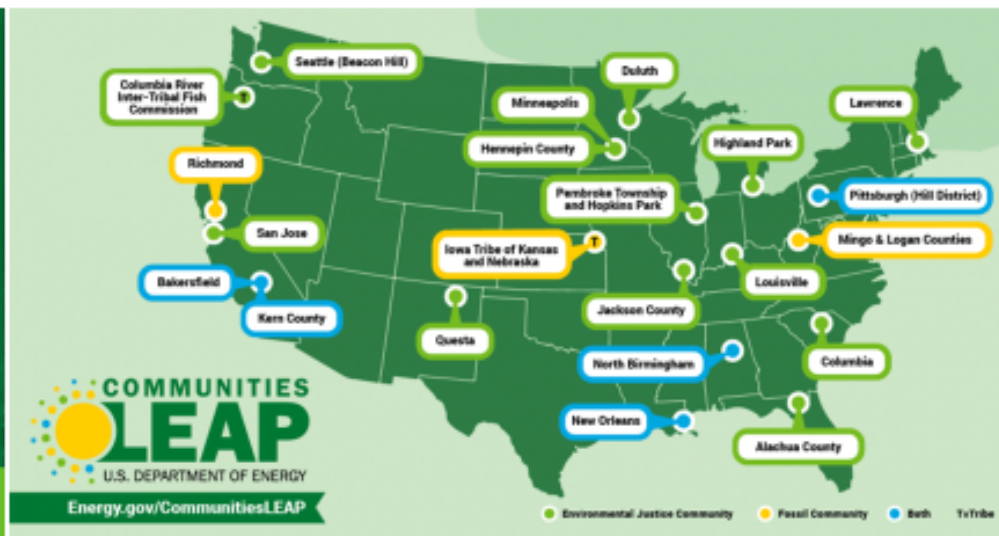 Seattle (Beacon Hill)
Columbia River
Inter-Tribal Fish
Commission
T
Duluth
Minneapolis
Hennepin County
Lawrence
Highland Park
Richmond
Pembroke Township
and Hopkins Park
Pittsburgh (Hill District)
San Jose
Iowa Tribe of Kansas
and Nebraska
T
Mingo & Logan Counties
Bakersfield
Kern County
Louisville
Jackson County
Questa
North Birmingham
Columbia
New Orleans
Alachua County
COMMUNITIES
LEAP
U.S. DEPARTMENT OF ENERGY
Energy.gov/CommunitiesLEAP
Environmental Justice Community
Fossil Community
Both
T=Tribe